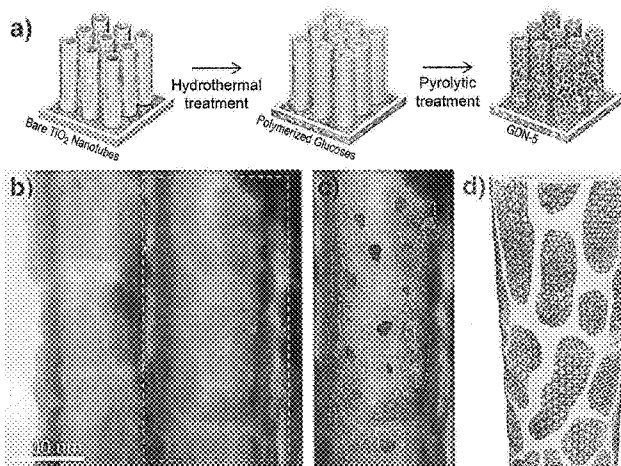 a)
Hydrothermal
treatment
Pyrolytic
treatment
Bare TiO₂ Nanotubes
Polymerized Glucoses
GDN-5
b)
c)
d)